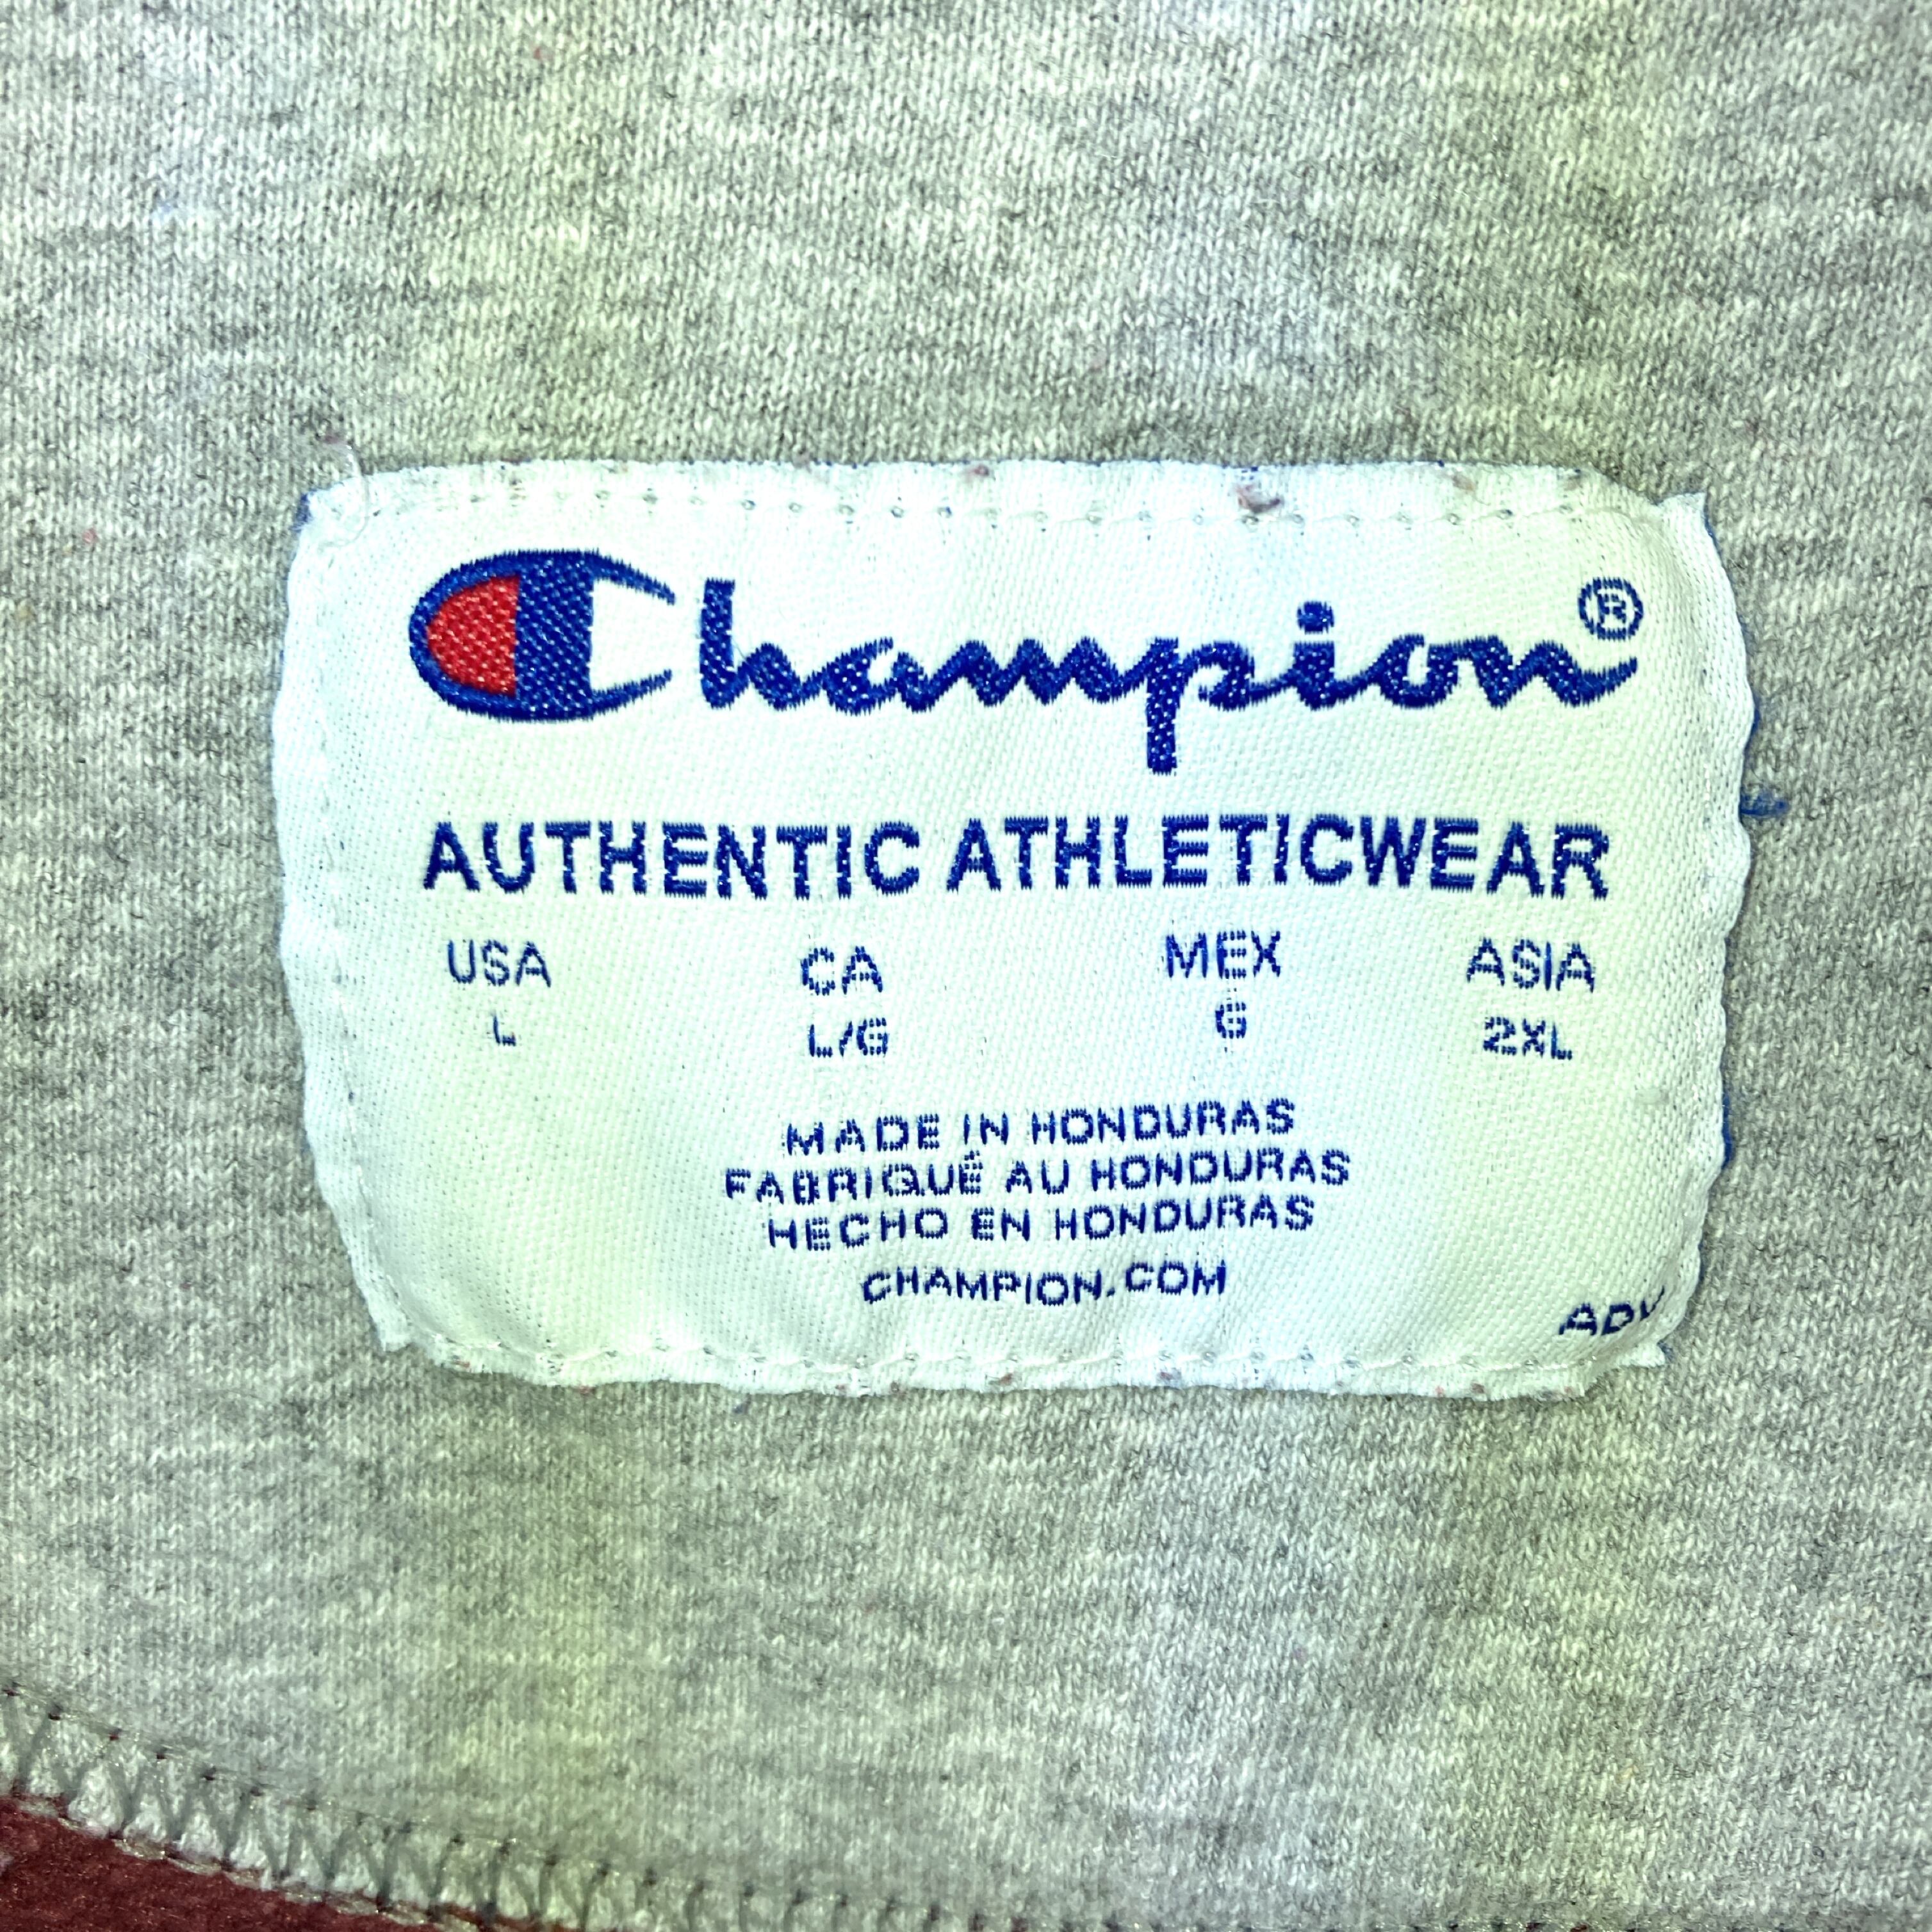 Champion®
AUTHENTIC ATHLETICWEAR
USA CA MEX ASIA
L L/G G 2XL
MADE IN HONDURAS
FABRIQUÉ AU HONDURAS
HECHO EN HONDURAS
CHAMPION.COM